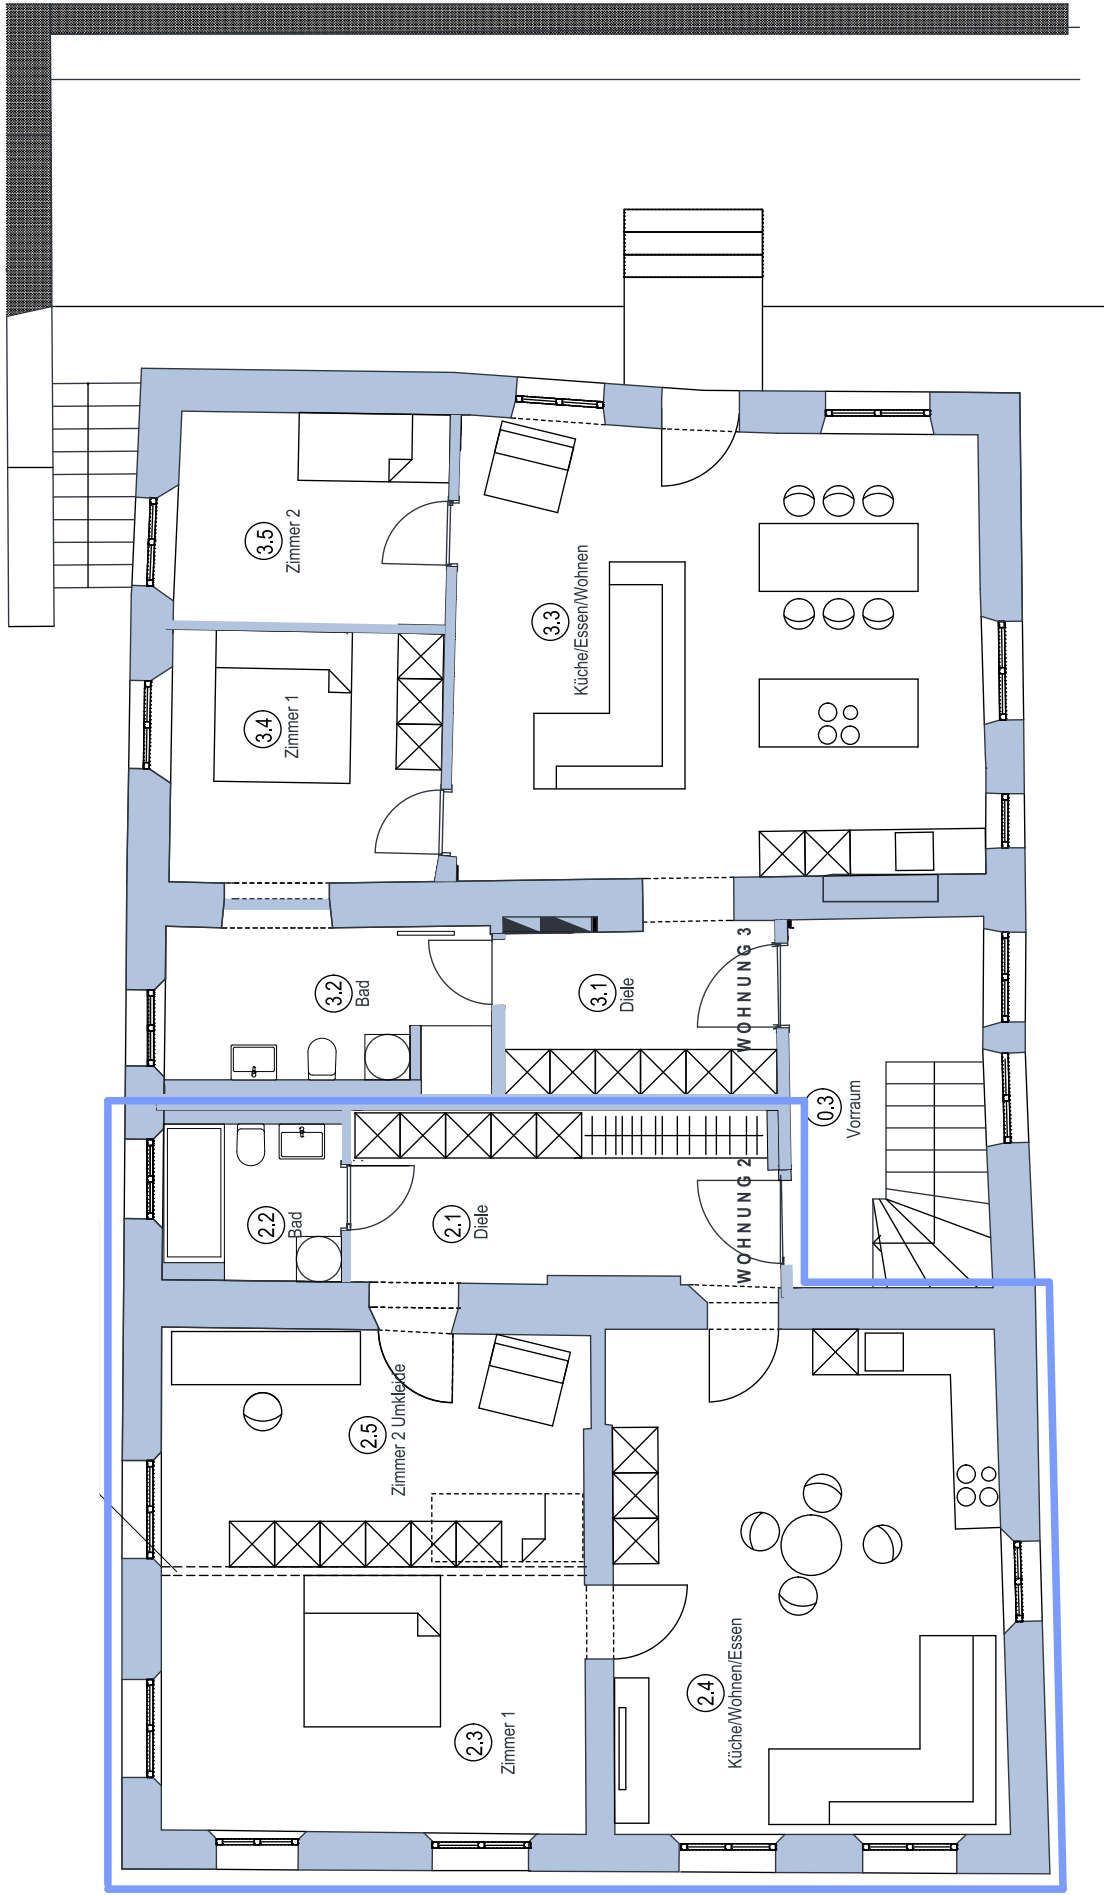 3.5
Zimmer 2
3.4
Zimmer 1
3.3
Küche/Essen/Wohnen
3.2
Bad
3.1
Diele
WOHNUNG 3
0.3
Vorraum
2.2
Bad
2.1
Diele
WOHNUNG 2
2.5
Zimmer 2 Umkleide
2.3
Zimmer 1
2.4
Küche/Wohnen/Essen